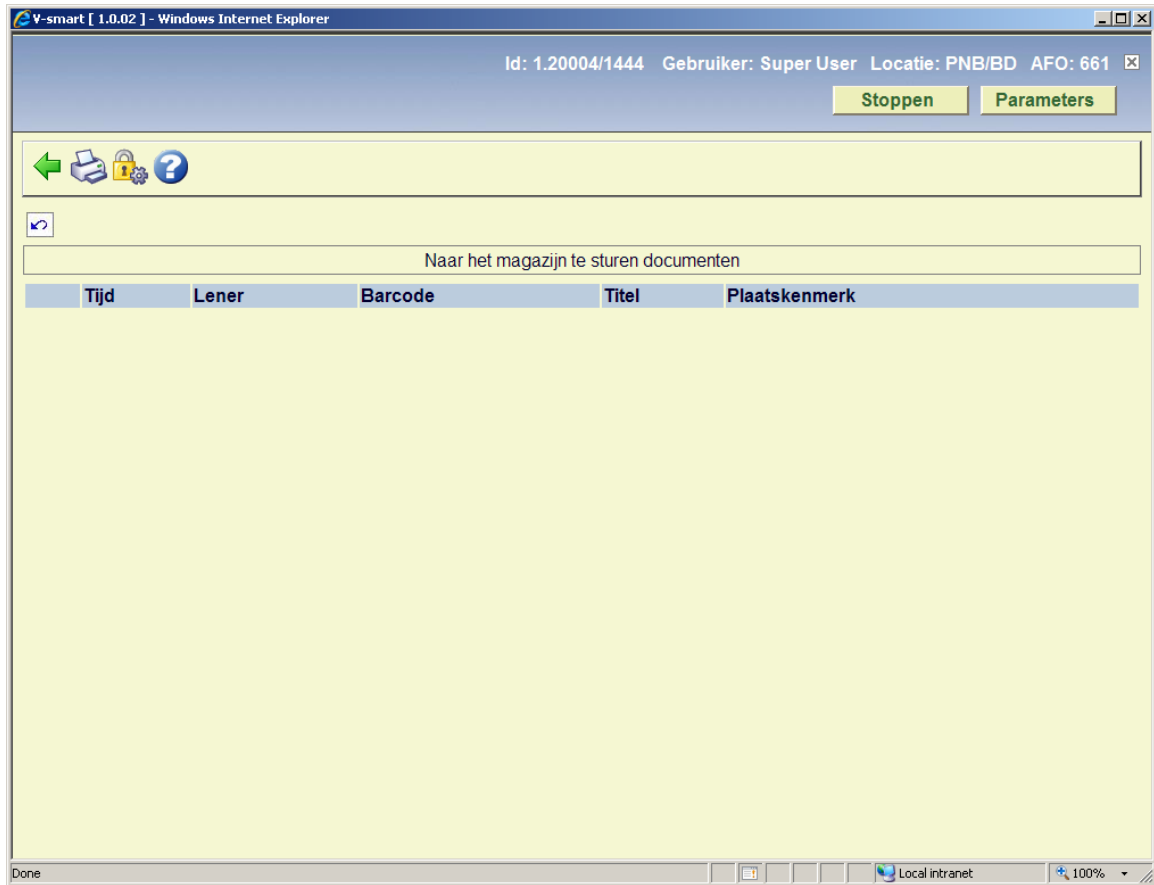 V-smart [ 1.0.02 ] - Windows Internet Explorer
Id: 1.20004/1444 Gebruiker: Super User Locatie: PNB/BD AFO: 661
Stoppen Parameters
Naar het magazijn te sturen documenten
Tijd Lener Barcode Titel Plaatskenmerk
Done Local intranet 100%